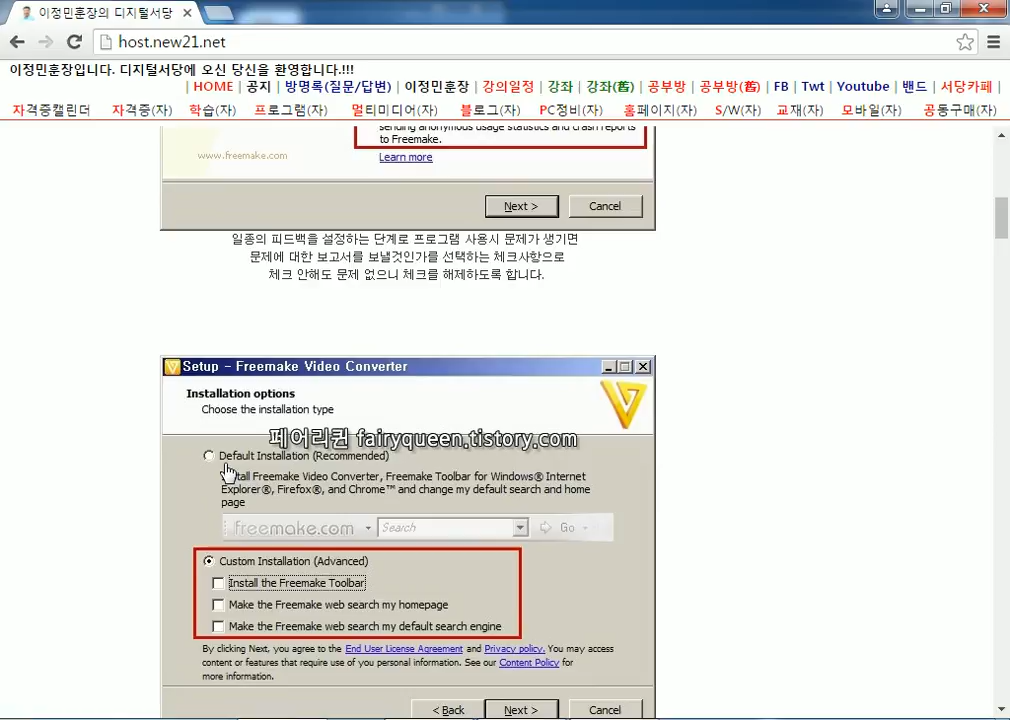 이정민훈장의 디지털서당
host.new21.net
이정민훈장입니다. 디지털서당에 오신 당신을 환영합니다.!!!
| HOME | 공지 | 방명록(질문/답변) | 이정민훈장 | 강의일정 | 강좌 | 강좌(舊) | 공부방 | 공부방(舊) | FB | Twt | Youtube | 밴드 | 서당카페 |
자격증캘린더 자격증(자) 학습(자) 프로그램(자) 멀티미디어(자) 블로그(자) PC정비(자) 홈페이지(자) S/W(자) 교재(자) 모바일(자) 공동구매(자)
sending anonymous usage statistics and crash reports
to Freemake.
www.freemake.com
Learn more
Next >
Cancel
일종의 피드백을 설정하는 단계로 프로그램 사용시 문제가 생기면
문제에 대한 보고서를 보낼것인가를 선택하는 체크사항으로
체크 안해도 문제 없으니 체크를 해제하도록 합니다.
Setup - Freemake Video Converter
Installation options
Choose the installation type
페어리퀸 fairyqueen.tistory.com
Default Installation (Recommended)
Freemake Video Converter, Freemake Toolbar for Windows® Internet
Explorer®, Firefox®, and Chrome™ and change my default search and home
page
freemake.com Search Go
Custom Installation (Advanced)
Install the Freemake Toolbar
Make the Freemake web search my homepage
Make the Freemake web search my default search engine
By clicking Next, you agree to the End User License Agreement and Privacy policy. You may access
content or features that require use of you personal information. See our Content Policy for
more information.
< Back
Next >
Cancel